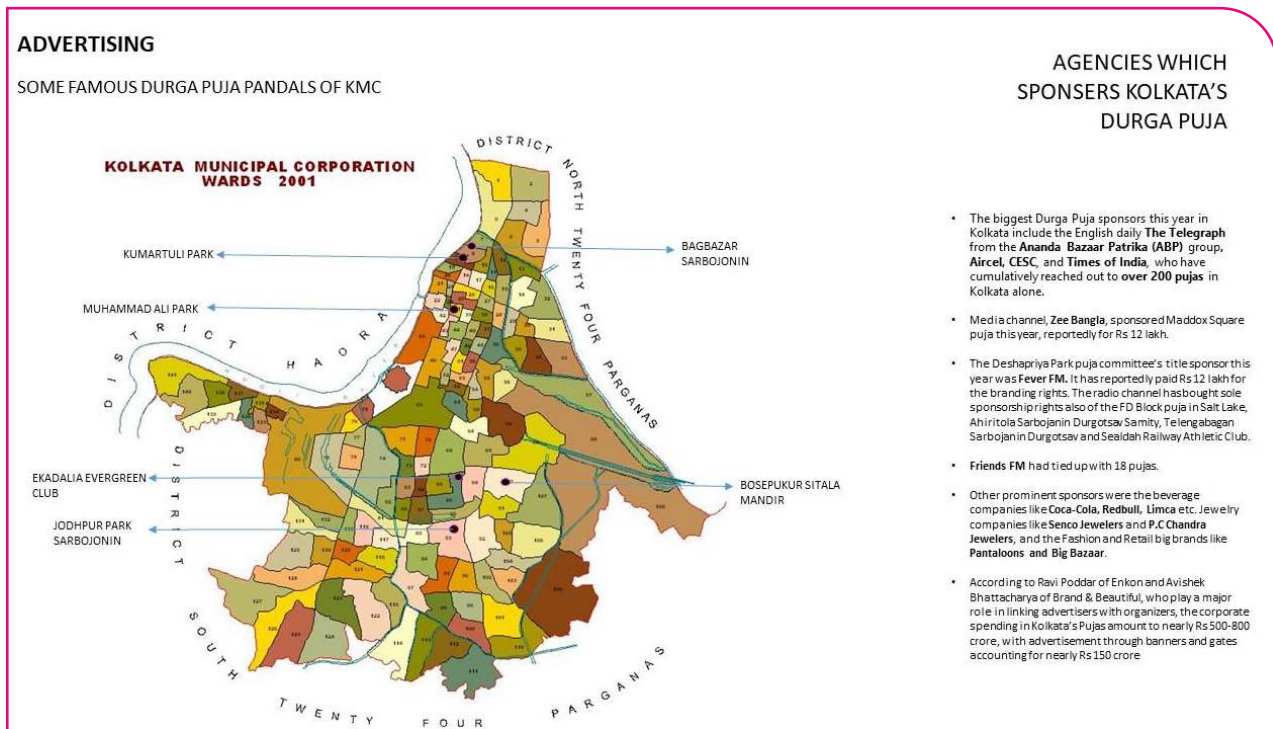 ADVERTISING
SOME FAMOUS DURGA PUJA PANDALS OF KMC
AGENCIES WHICH
SPONSERS KOLKATA'S
DURGA PUJA
KOLKATA MUNICIPAL CORPORATION
WARDS 2001
DISTRICT NORTH TWENTY FOUR PARGANAS
DISTRICT HAORA
DISTRICT SOUTH TWENTY FOUR PARGANAS
KUMARTULI PARK
BAGBAZAR
SARBOJONIN
MUHAMMAD ALI PARK
EKADALIA EVERGREEN
CLUB
BOSEPUKUR SITALA
MANDIR
JODHPUR PARK
SARBOJONIN
• The biggest Durga Puja sponsors this year in
Kolkata include the English daily The Telegraph
from the Ananda Bazaar Patrika (ABP) group,
Aircel, CESC, and Times of India, who have
cumulatively reached out to over 200 pujas in
Kolkata alone.
• Media channel, Zee Bangla, sponsored Maddox Square
puja this year, reportedly for Rs 12 lakh.
• The Deshapriya Park puja committee's title sponsor this
year was Fever FM. It has reportedly paid Rs 12 lakh for
the branding rights. The radio channel has bought sole
sponsorship rights also of the FD Block puja in Salt Lake,
Ahiritola Sarbojanin Durgotsav Samity, Telengabagan
Sarbojanin Durgotsav and Sealdah Railway Athletic Club.
• Friends FM had tied up with 18 pujas.
• Other prominent sponsors were the beverage
companies like Coca-Cola, Redbull, Limca etc. Jewelry
companies like Senco Jewelers and P.C Chandra
Jewelers, and the Fashion and Retail big brands like
Pantaloons and Big Bazaar.
• According to Ravi Poddar of Enkon and Avishek
Bhattacharya of Brand & Beautiful, who play a major
role in linking advertisers with organizers, the corporate
spending in Kolkata's Pujas amount to nearly Rs 500-800
crore, with advertisement through banners and gates
accounting for nearly Rs 150 crore